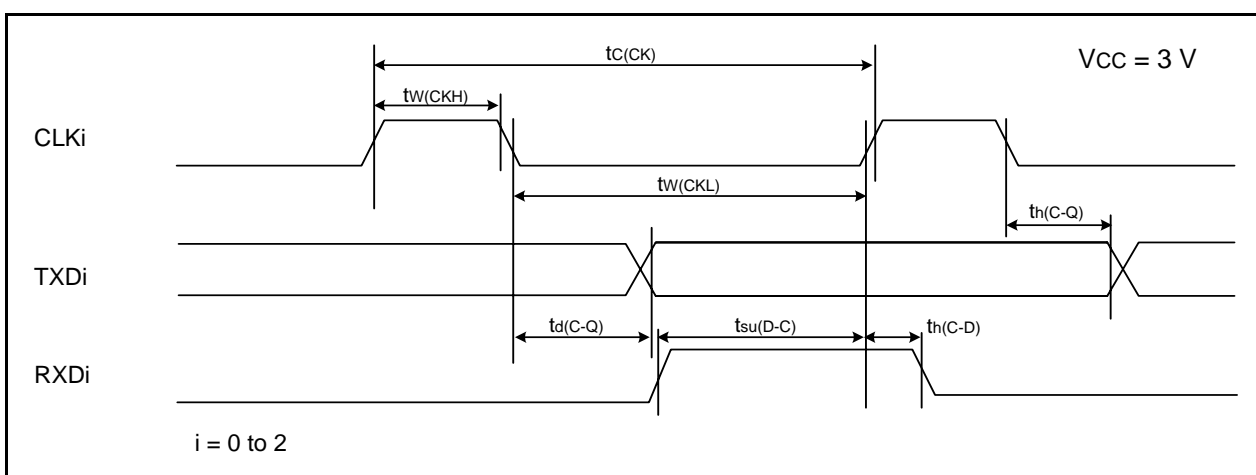 tC(CK)
VCC = 3 V
tW(CKH)
CLKi
tW(CKL)
th(C-Q)
TXDi
td(C-Q)
tsu(D-C)
th(C-D)
RXDi
i = 0 to 2